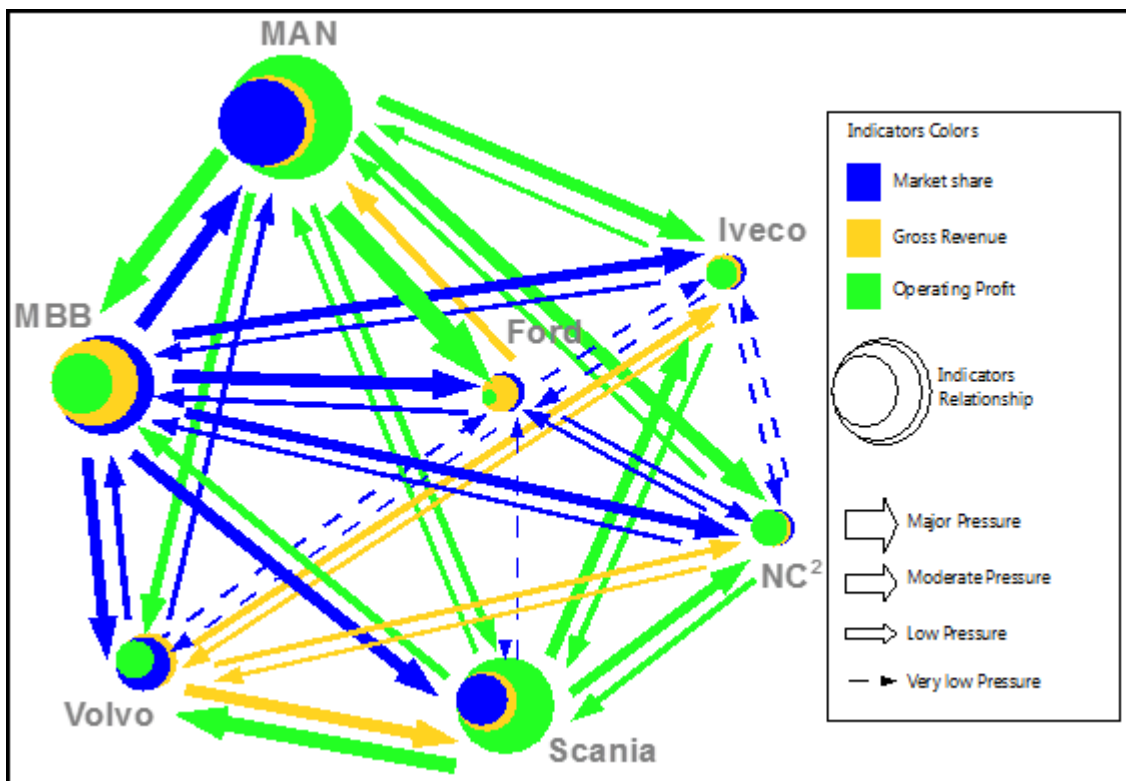 MAN
Indicators Colors
Market share
Iveco
Gross Revenue
Operating Profit
MBB
Ford
Indicators
Relationship
Major Pressure
NC²
Moderate Pressure
Low Pressure
Very low Pressure
Volvo
Scania